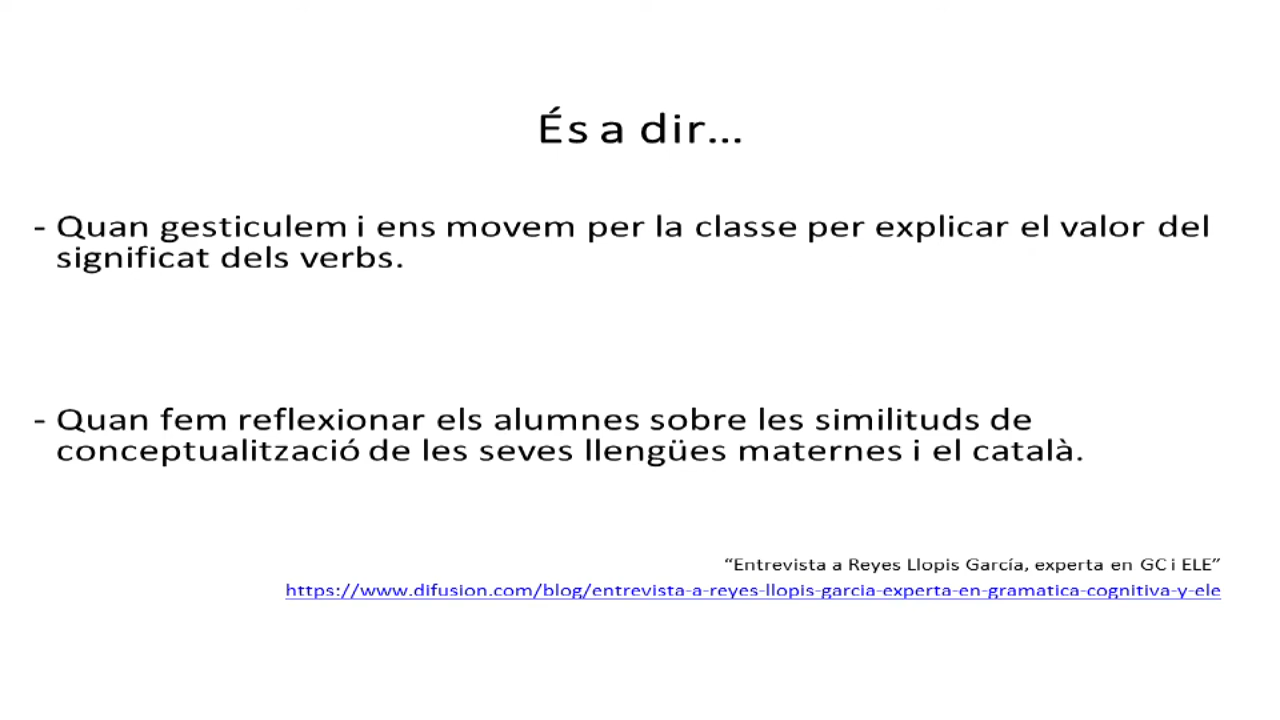 És a dir…
- Quan gesticulem i ens movem per la classe per explicar el valor del
significat dels verbs.
- Quan fem reflexionar els alumnes sobre les similituds de
conceptualització de les seves llengües maternes i el català.
“Entrevista a Reyes Llopis García, experta en GC i ELE”
https://www.difusion.com/blog/entrevista-a-reyes-llopis-garcia-experta-en-gramatica-cognitiva-y-ele